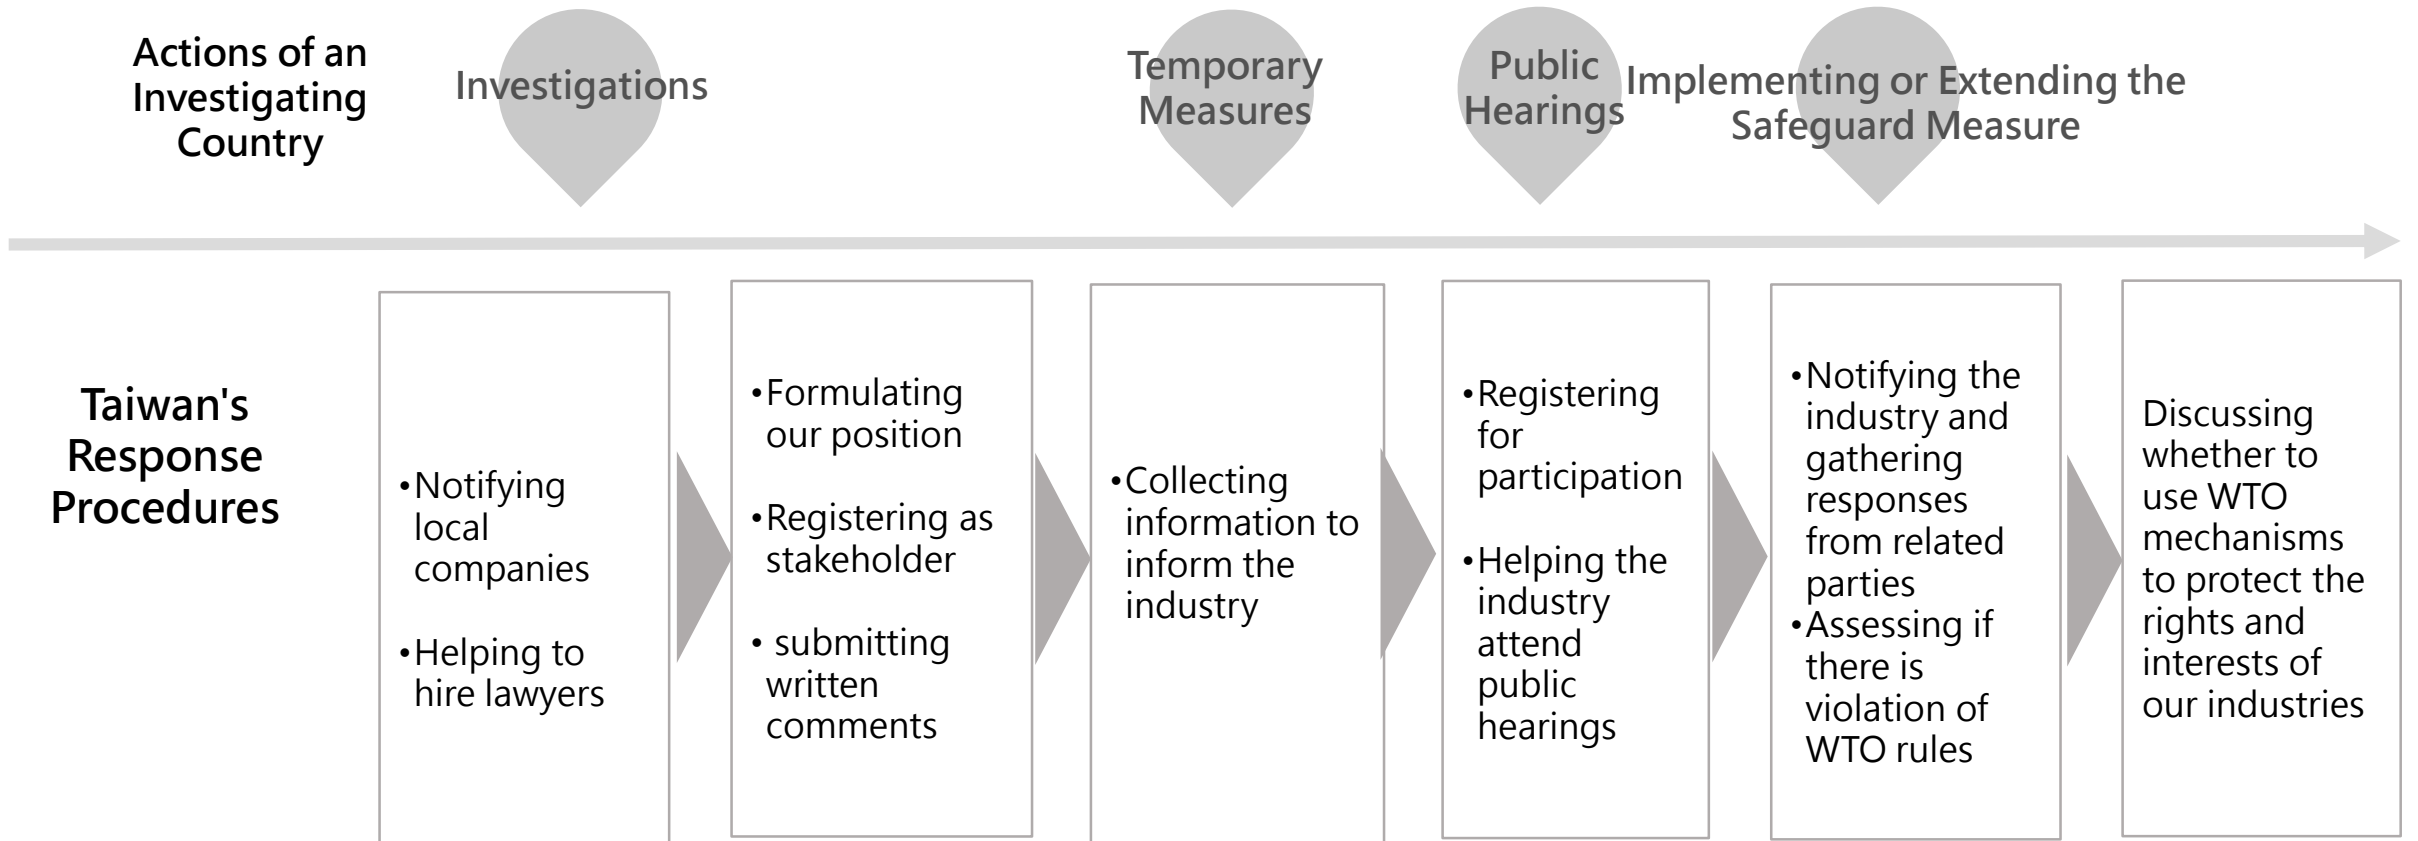 Actions of an
Investigating
Country
Investigations
Temporary
Measures
Public
Hearings
Implementing or Extending the
Safeguard Measure
Taiwan's
Response
Procedures
•Notifying
local
companies
•Helping to
hire lawyers
•Formulating
our position
•Registering as
stakeholder
• submitting
written
comments
•Collecting
information to
inform the
industry
•Registering
for
participation
•Helping the
industry
attend
public
hearings
•Notifying the
industry and
gathering
responses
from related
parties
•Assessing if
there is
violation of
WTO rules
Discussing
whether to
use WTO
mechanisms
to protect the
rights and
interests of
our industries